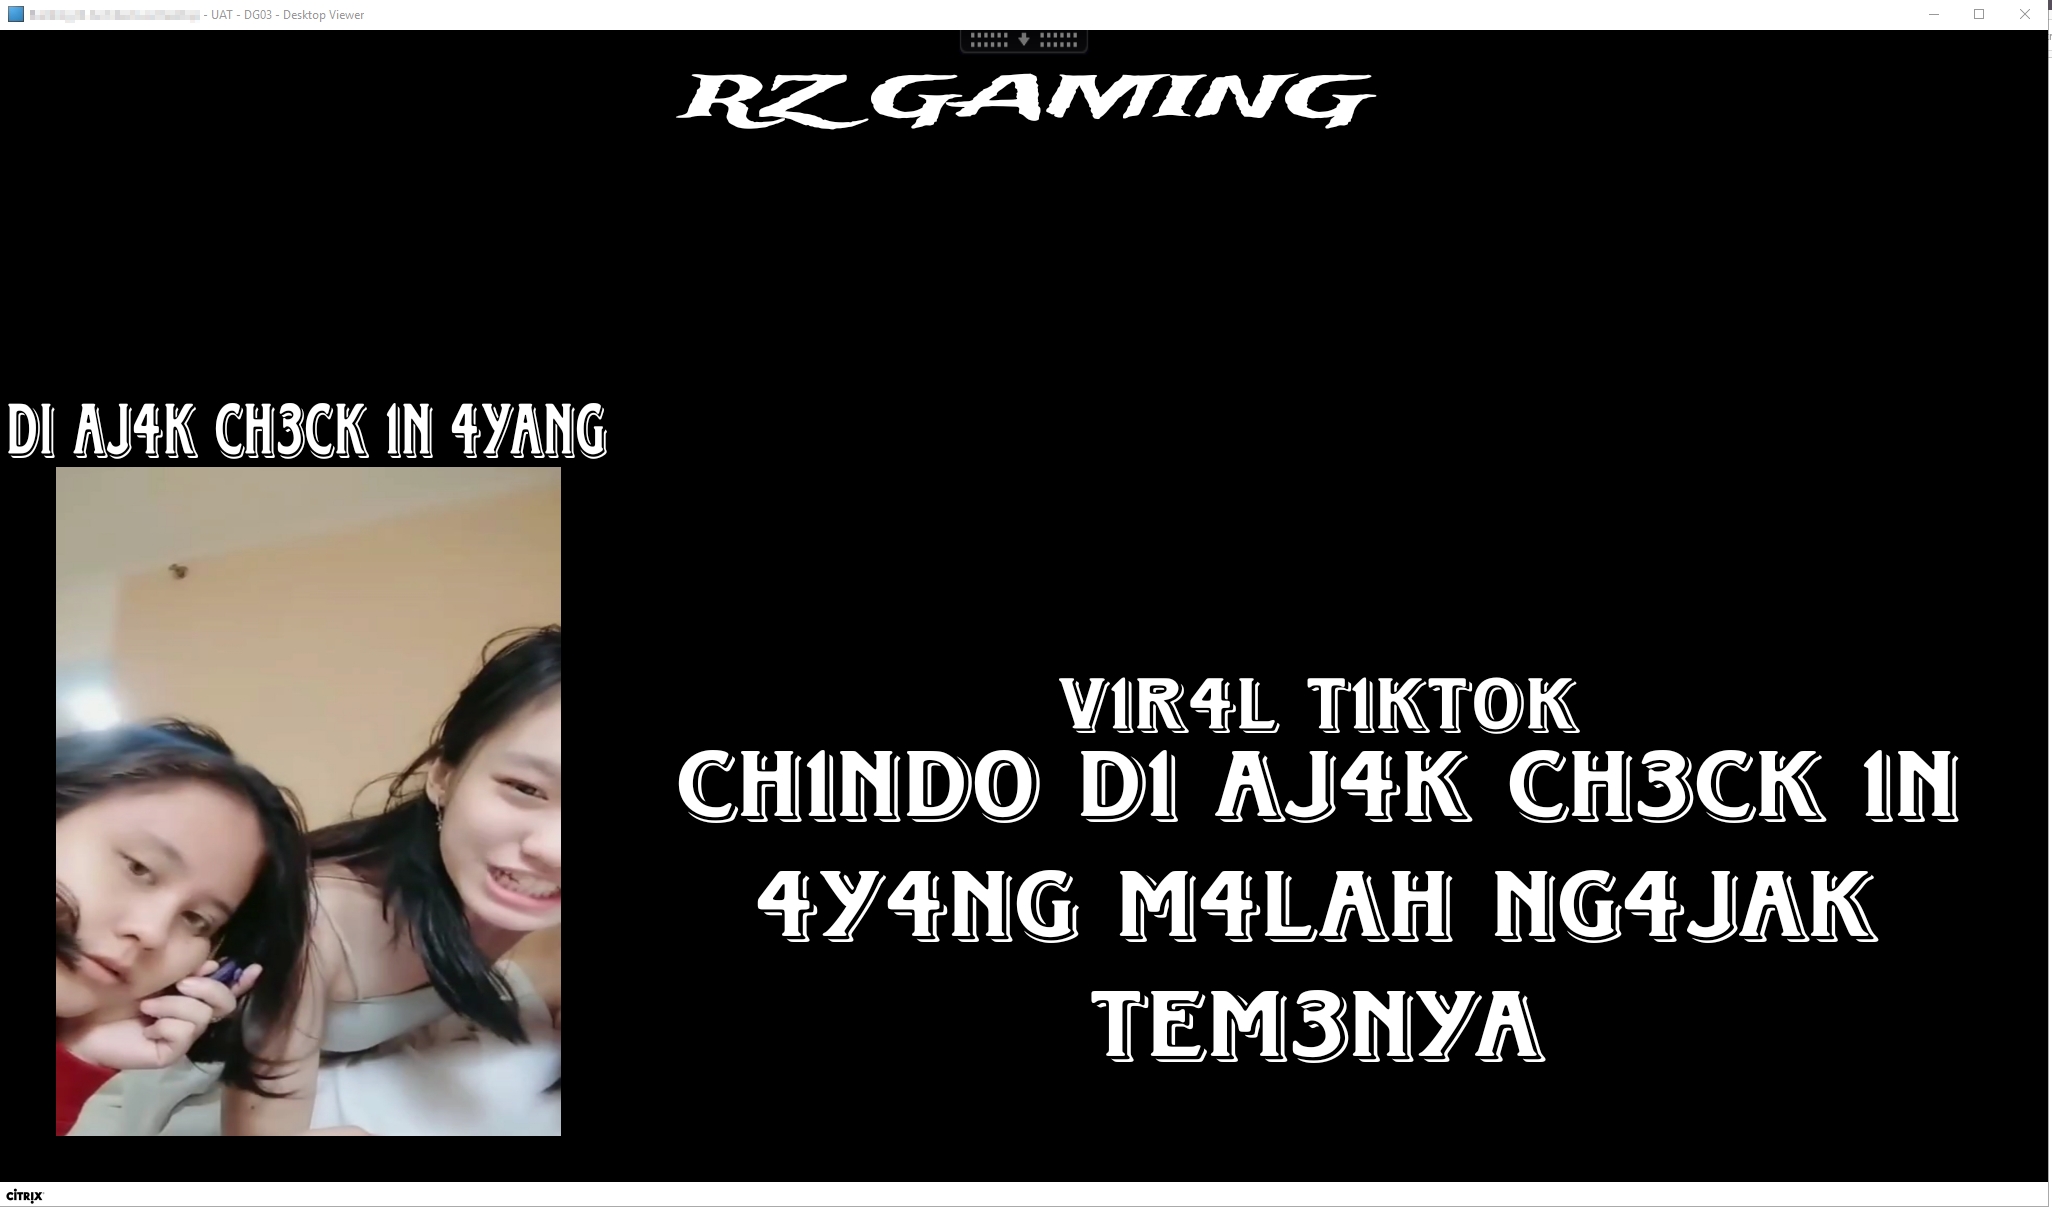 - UAT - DG03 - Desktop Viewer
RZ GAMING
DI AJ4K CH3CK 1N 4YANG
V1R4L T1KTOK
CH1NDO D1 AJ4K CH3CK 1N
4Y4NG M4LAH NG4JAK
TEM3NYA
CITRIX